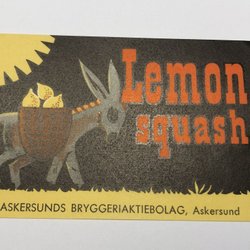 Lemon
squash
ASKERSUNDS BRYGGERIAKTIEBOLAG, Askersund